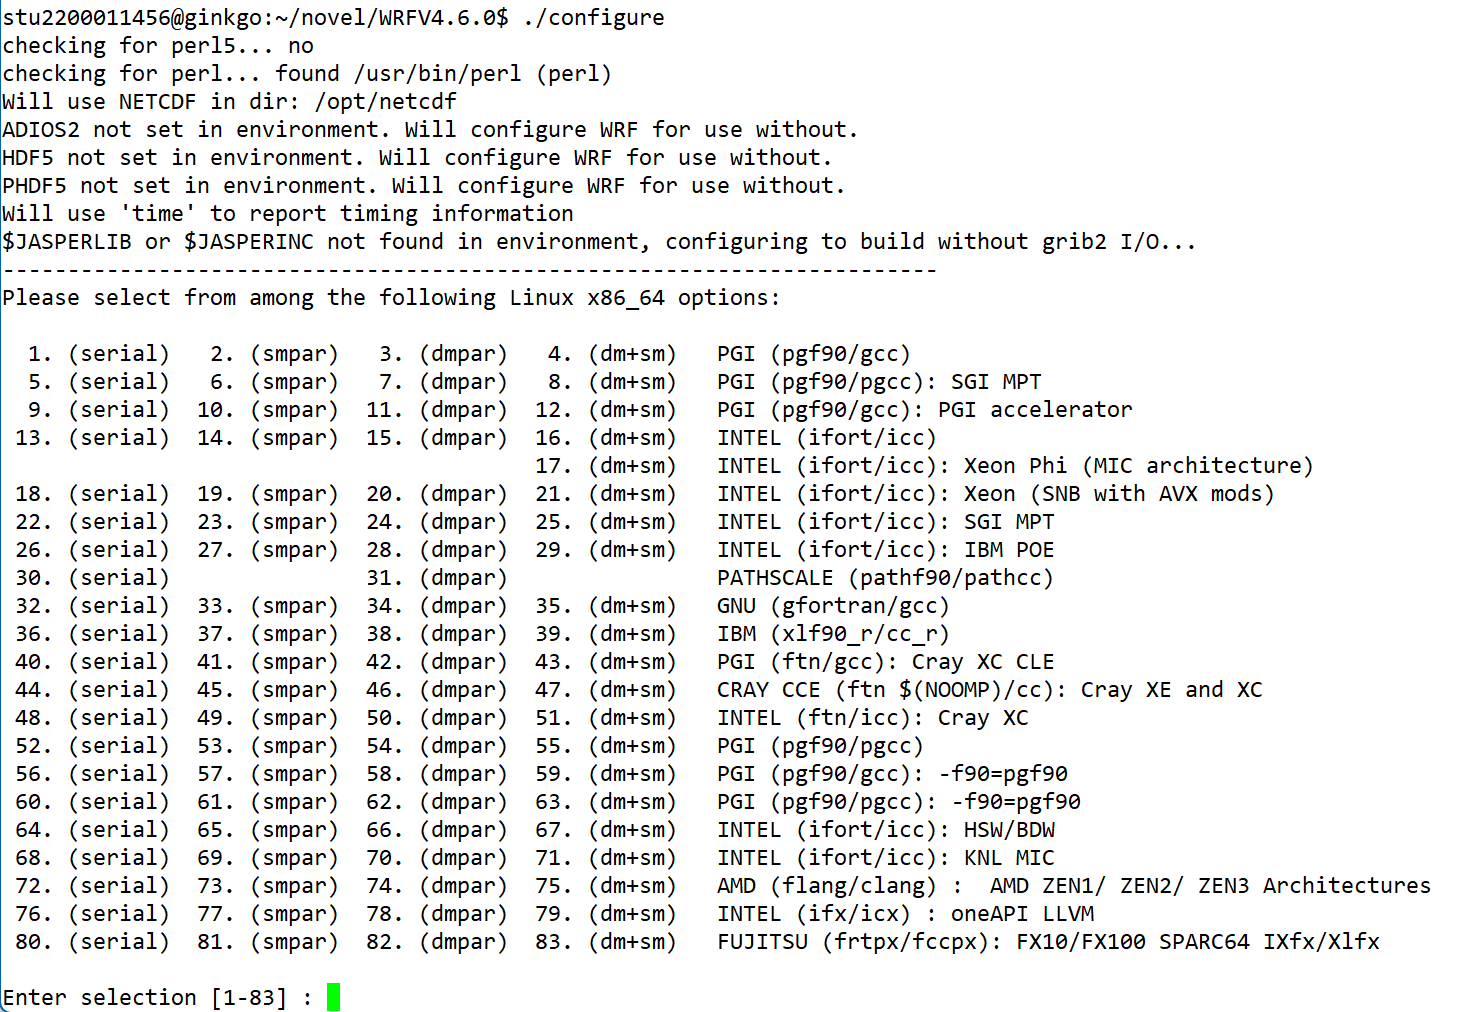 stu2200011456@ginkgo:~/novel/WRFV4.6.0$ ./configure
checking for perl5... no
checking for perl... found /usr/bin/perl (perl)
Will use NETCDF in dir: /opt/netcdf
ADIOS2 not set in environment. Will configure WRF for use without.
HDF5 not set in environment. Will configure WRF for use without.
PHDF5 not set in environment. Will configure WRF for use without.
Will use 'time' to report timing information
$JASPERLIB or $JASPERINC not found in environment, configuring to build without grib2 I/O...
------------------------------------------------------------------------
Please select from among the following Linux x86_64 options:

  1. (serial)   2. (smpar)   3. (dmpar)   4. (dm+sm)   PGI (pgf90/gcc)
  5. (serial)   6. (smpar)   7. (dmpar)   8. (dm+sm)   PGI (pgf90/pgcc): SGI MPT
  9. (serial)  10. (smpar)  11. (dmpar)  12. (dm+sm)   PGI (pgf90/gcc): PGI accelerator
 13. (serial)  14. (smpar)  15. (dmpar)  16. (dm+sm)   INTEL (ifort/icc)
                                         17. (dm+sm)   INTEL (ifort/icc): Xeon Phi (MIC architecture)
 18. (serial)  19. (smpar)  20. (dmpar)  21. (dm+sm)   INTEL (ifort/icc): Xeon (SNB with AVX mods)
 22. (serial)  23. (smpar)  24. (dmpar)  25. (dm+sm)   INTEL (ifort/icc): SGI MPT
 26. (serial)  27. (smpar)  28. (dmpar)  29. (dm+sm)   INTEL (ifort/icc): IBM POE
 30. (serial)               31. (dmpar)                PATHSCALE (pathf90/pathcc)
 32. (serial)  33. (smpar)  34. (dmpar)  35. (dm+sm)   GNU (gfortran/gcc)
 36. (serial)  37. (smpar)  38. (dmpar)  39. (dm+sm)   IBM (xlf90_r/cc_r)
 40. (serial)  41. (smpar)  42. (dmpar)  43. (dm+sm)   PGI (ftn/gcc): Cray XC CLE
 44. (serial)  45. (smpar)  46. (dmpar)  47. (dm+sm)   CRAY CCE (ftn $(NOOMP)/cc): Cray XE and XC
 48. (serial)  49. (smpar)  50. (dmpar)  51. (dm+sm)   INTEL (ftn/icc): Cray XC
 52. (serial)  53. (smpar)  54. (dmpar)  55. (dm+sm)   PGI (pgf90/pgcc)
 56. (serial)  57. (smpar)  58. (dmpar)  59. (dm+sm)   PGI (pgf90/gcc): -f90=pgf90
 60. (serial)  61. (smpar)  62. (dmpar)  63. (dm+sm)   PGI (pgf90/pgcc): -f90=pgf90
 64. (serial)  65. (smpar)  66. (dmpar)  67. (dm+sm)   INTEL (ifort/icc): HSW/BDW
 68. (serial)  69. (smpar)  70. (dmpar)  71. (dm+sm)   INTEL (ifort/icc): KNL MIC
 72. (serial)  73. (smpar)  74. (dmpar)  75. (dm+sm)   AMD (flang/clang) :  AMD ZEN1/ ZEN2/ ZEN3 Architectures
 76. (serial)  77. (smpar)  78. (dmpar)  79. (dm+sm)   INTEL (ifx/icx) : oneAPI LLVM
 80. (serial)  81. (smpar)  82. (dmpar)  83. (dm+sm)   FUJITSU (frtpx/fccpx): FX10/FX100 SPARC64 IXfx/Xlfx

Enter selection [1-83] :